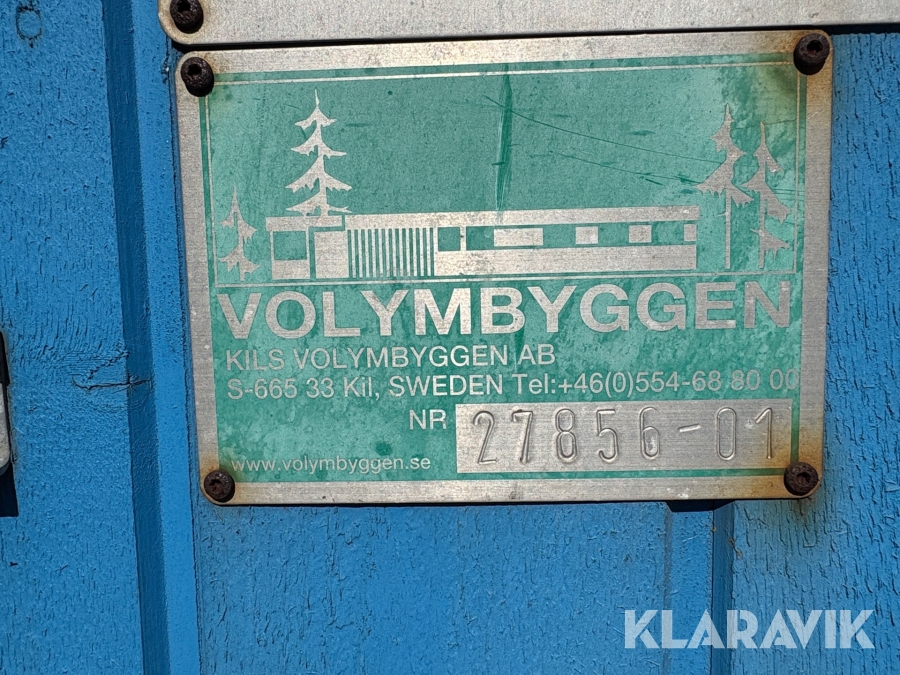 VOLYMBYGGEN
KILS VOLYMBYGGEN AB
S-665 33 Kil, SWEDEN Tel:+46(0)554-68 80 00
NR 27856-01
www.volymbyggen.se
KLARAVIK